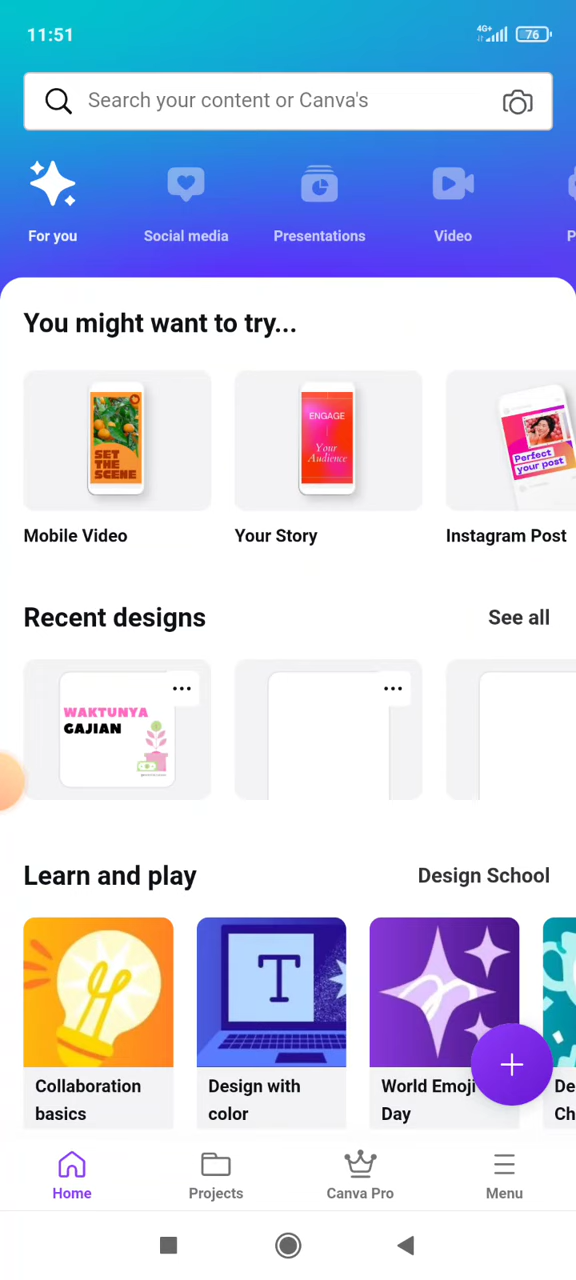 11:51
4G+
76
Search your content or Canva's
For you
Social media
Presentations
Video
P
You might want to try...
SET
THE
SCENE
ENGAGE
Your
Audience
Perfect
your post
Mobile Video
Your Story
Instagram Post
Recent designs
See all
WAKTUNYA
GAJIAN
Learn and play
Design School
T
Collaboration
basics
Design with
color
World Emoji
Day
De
Ch
Home
Projects
Canva Pro
Menu